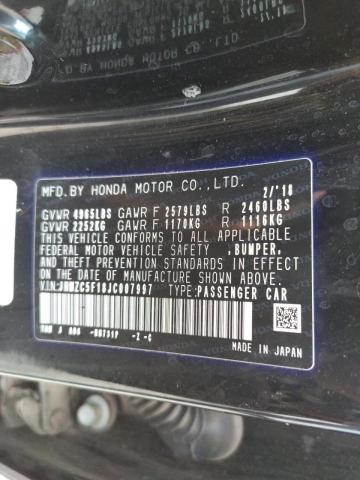 MFD.BY HONDA MOTOR CO.,LTD. 2/'18
GVWR 4965LBS GAWR F 2579LBS R 2460LBS
GVWR 2252KG GAWR F 1170KG R 1116KG
THIS VEHICLE CONFORMS TO ALL APPLICABLE
FEDERAL MOTOR VEHICLE SAFETY, BUMPER,
AND THEFT PREVENTION STANDARDS IN EFFECT
ON THE DATE OF MANUFACTURE SHOWN ABOVE.
TYPE:PASSENGER CAR
MADE IN JAPAN